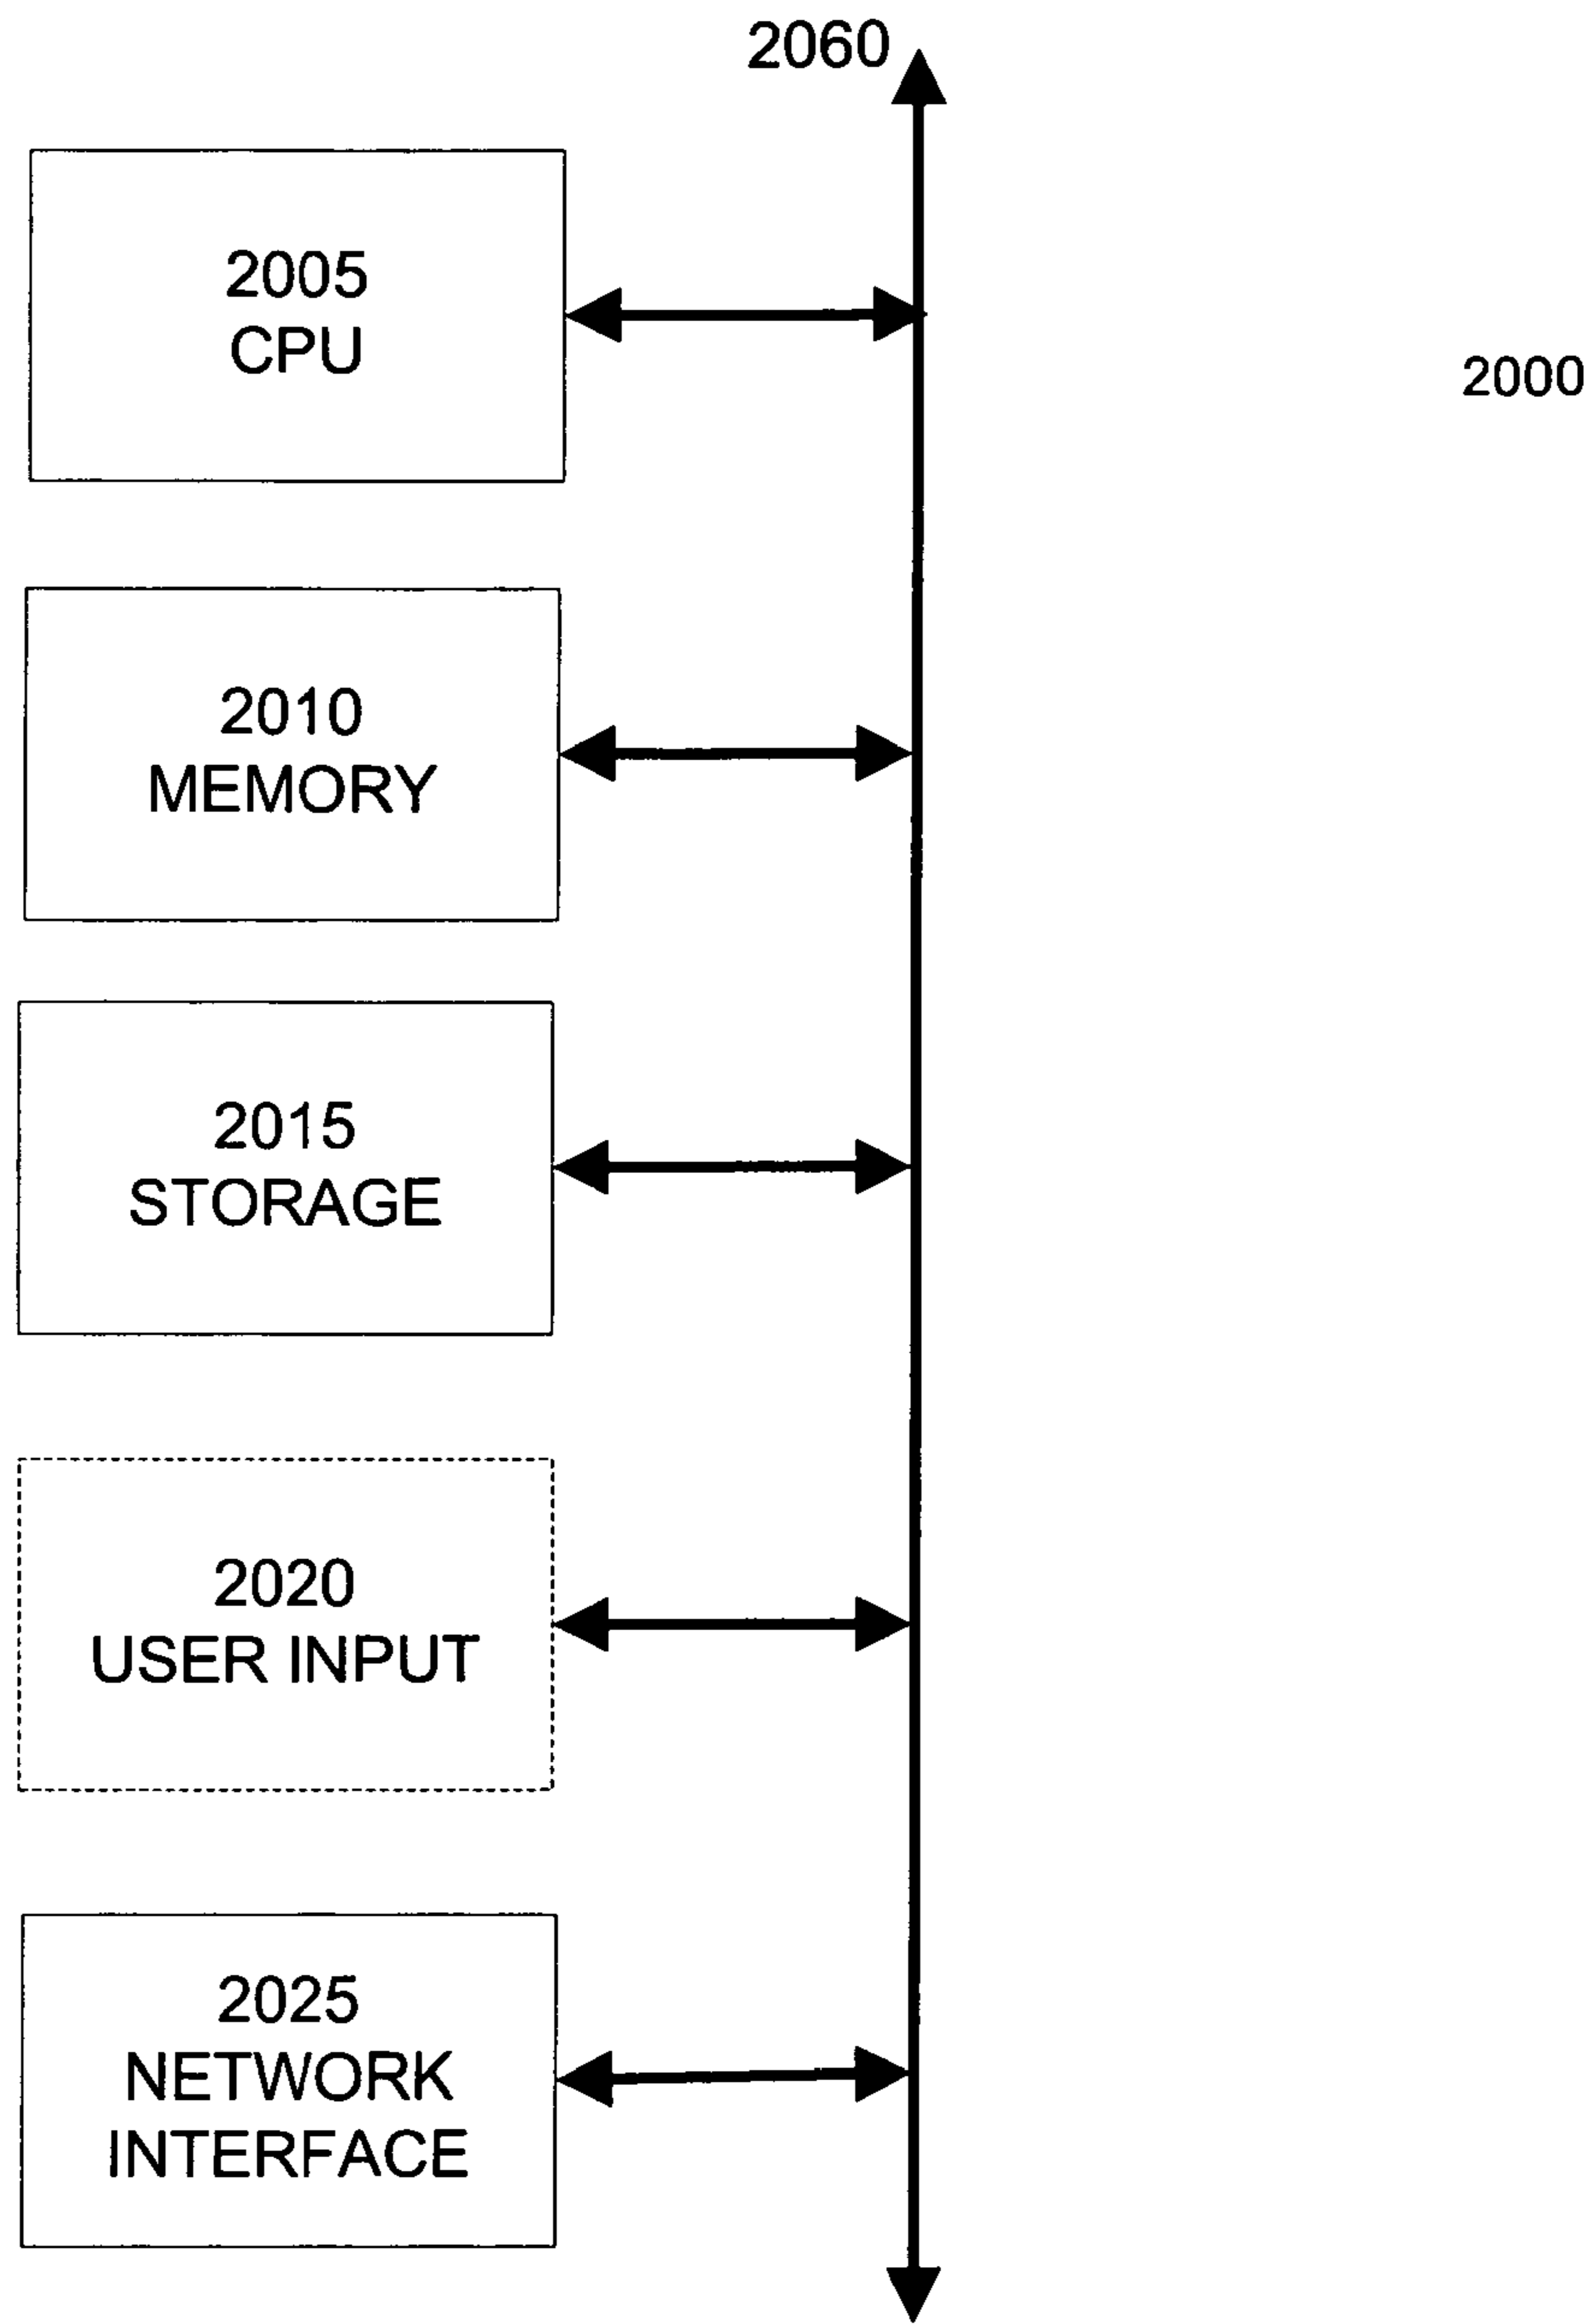 2060
2005
CPU
2000
2010
MEMORY
2015
STORAGE
2020
USER INPUT
2025
NETWORK
INTERFACE